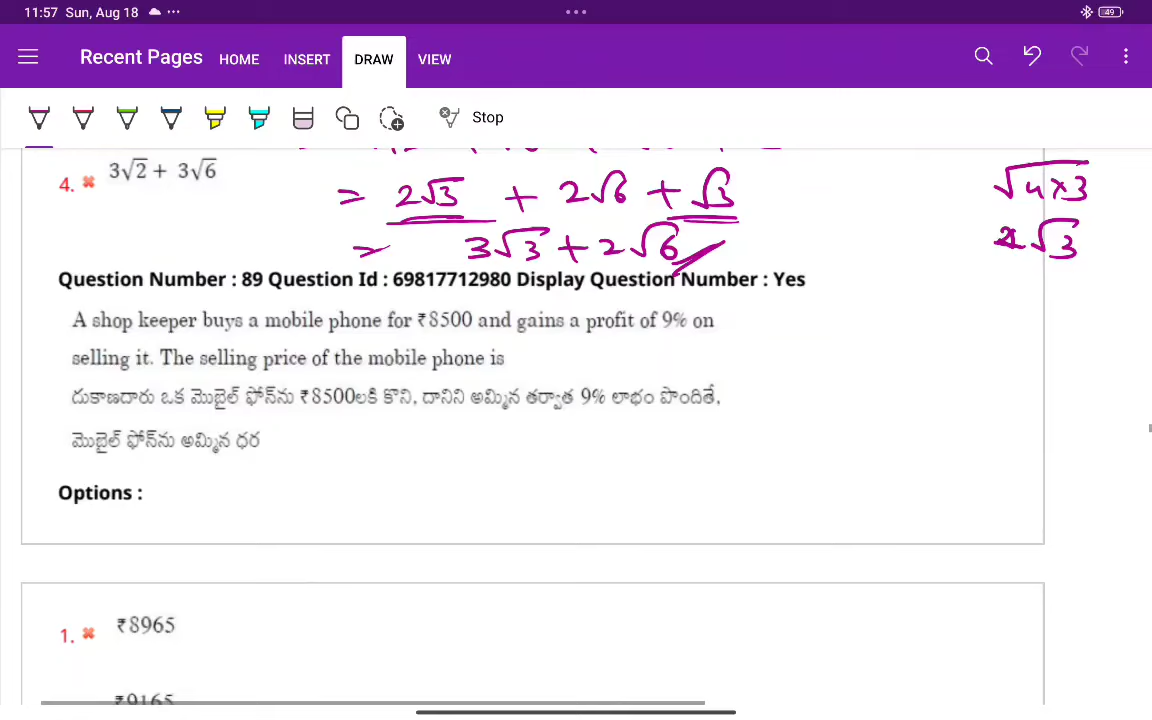 11:57 Sun, Aug 18 ••• ••• 49
Recent Pages HOME INSERT DRAW VIEW
Stop
4. ✖ 3√2 + 3√6
= 2√3 + 2√6 + √3
√4×3
= 3√3 + 2√6
2√3
Question Number : 89 Question Id : 69817712980 Display Question Number : Yes
A shop keeper buys a mobile phone for ₹8500 and gains a profit of 9% on
selling it. The selling price of the mobile phone is
దుకాణదారు ఒక మొబైల్ ఫోన్‌ను ₹8500లకి కొని, దానిని అమ్మిన తర్వాత 9% లాభం పొందితే,
మొబైల్ ఫోన్‌ను అమ్మిన ధర
Options :
1. ✖ ₹8965
₹9165